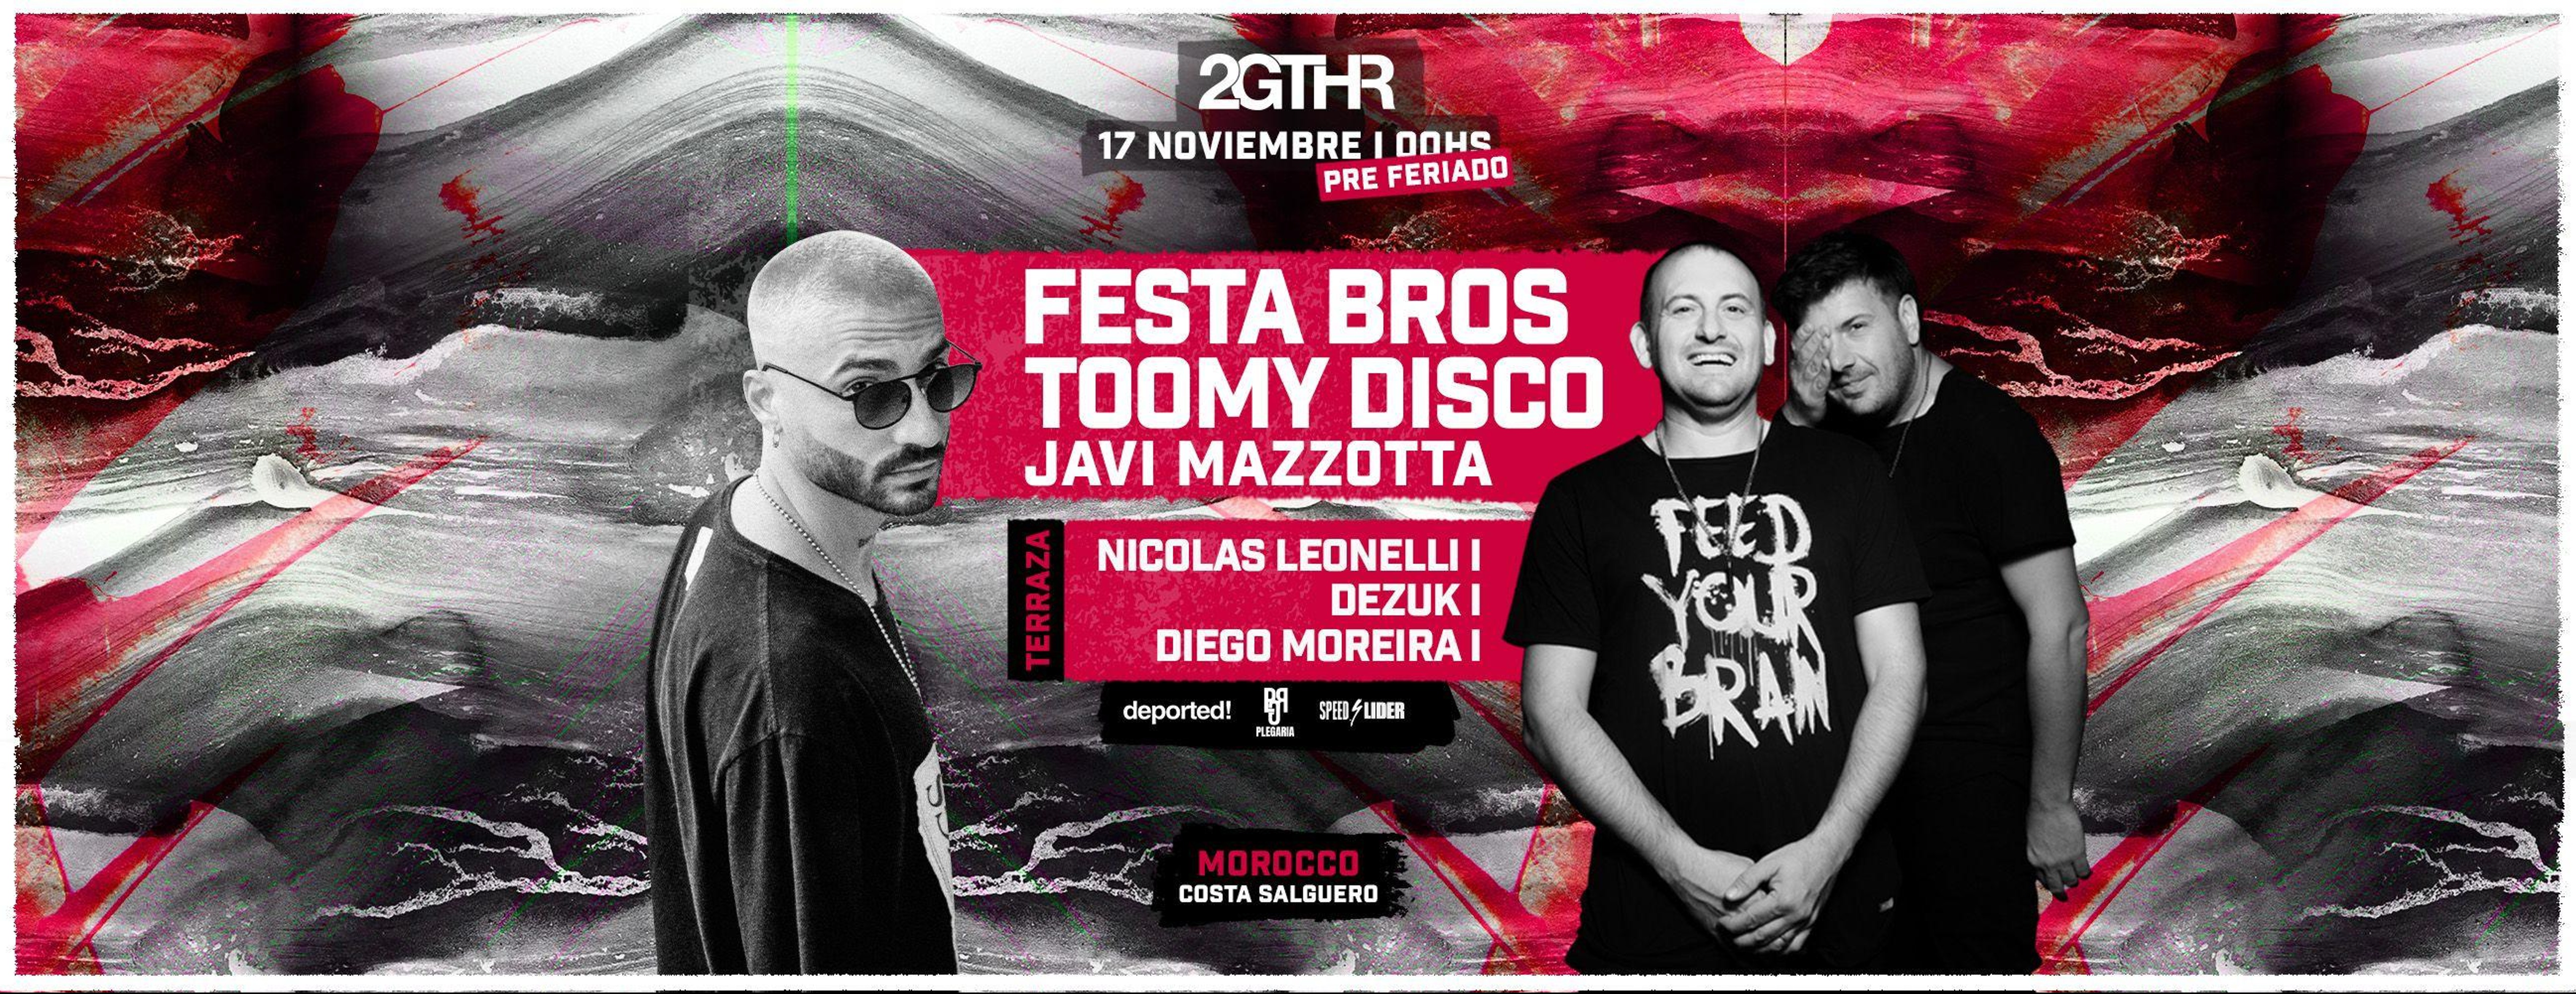 2GTHR
17 NOVIEMBRE | 00HS
PRE FERIADO
FESTA BROS
TOOMY DISCO
JAVI MAZZOTTA
TERRAZA
NICOLAS LEONELLI |
DEZUK |
DIEGO MOREIRA |
deported!
PLEGARIA
SPEED LIDER
FEED
YOUR
BRAIN
MOROCCO
COSTA SALGUERO